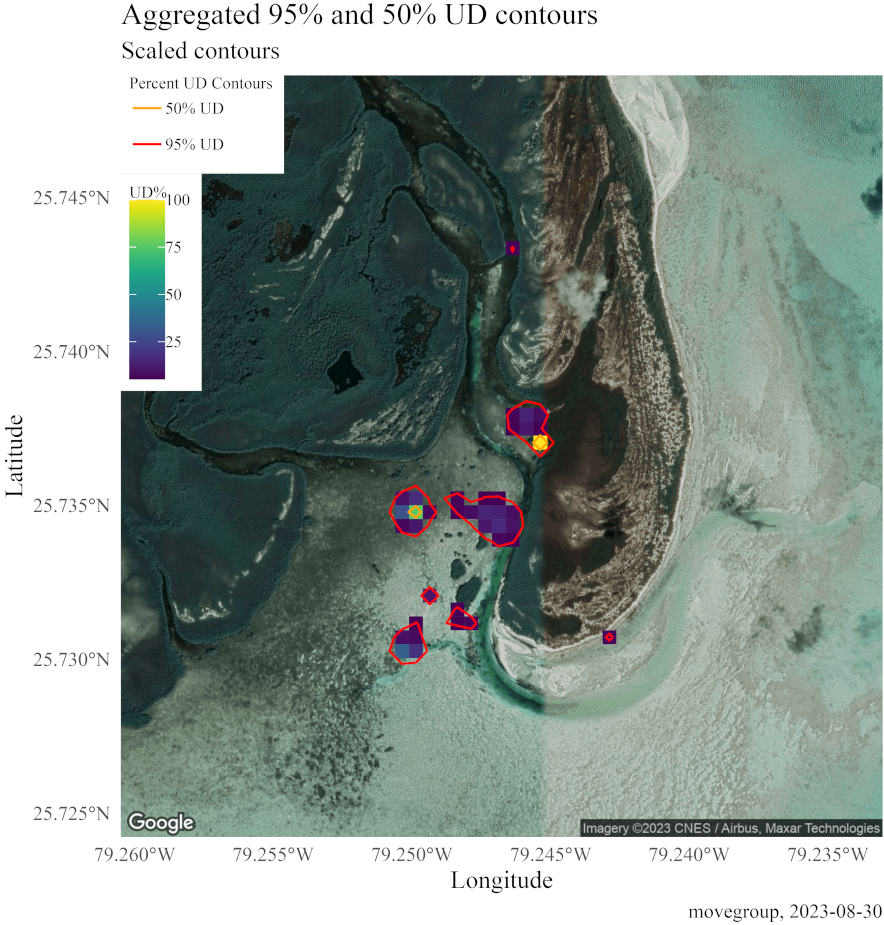 Aggregated 95% and 50% UD contours
Scaled contours
Percent UD Contours
50% UD
95% UD
UD%
100
75
50
25
25.745°N
25.740°N
25.735°N
25.730°N
25.725°N
Latitude
Google
Imagery ©2023 CNES / Airbus, Maxar Technologies
79.260°W 79.255°W 79.250°W 79.245°W 79.240°W 79.235°W
Longitude
movegroup, 2023-08-30